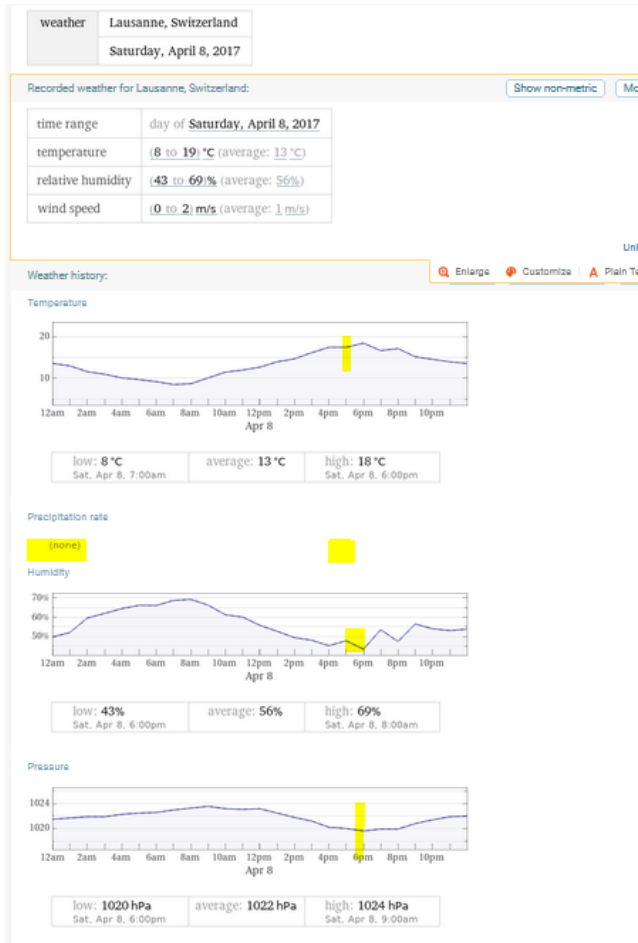 weather Lausanne, Switzerland
Saturday, April 8, 2017
Recorded weather for Lausanne, Switzerland:
Show non-metric
time range day of Saturday, April 8, 2017
temperature (8 to 19) °C (average: 13 °C)
relative humidity (43 to 69)% (average: 56%)
wind speed (0 to 2) m/s (average: 1 m/s)
Weather history:
Enlarge Customize A Plain
Temperature
20
10
12am 2am 4am 6am 8am 10am 12pm 2pm 4pm 6pm 8pm 10pm
Apr 8
low: 8 °C average: 13 °C high: 18 °C
Sat, Apr 8, 7:00am Sat, Apr 8, 6:00pm
Precipitation rate
(none)
Humidity
70%
60%
50%
12am 2am 4am 6am 8am 10am 12pm 2pm 4pm 6pm 8pm 10pm
Apr 8
low: 43% average: 56% high: 69%
Sat, Apr 8, 6:00pm Sat, Apr 8, 8:00am
Pressure
1024
1020
12am 2am 4am 6am 8am 10am 12pm 2pm 4pm 6pm 8pm 10pm
Apr 8
low: 1020 hPa average: 1022 hPa high: 1024 hPa
Sat, Apr 8, 6:00pm Sat, Apr 8, 9:00am